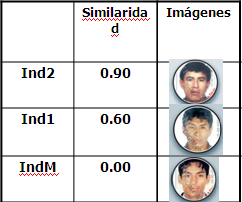 Similarida
d
Imágenes
Ind2
0.90
Ind1
0.60
IndM
0.00